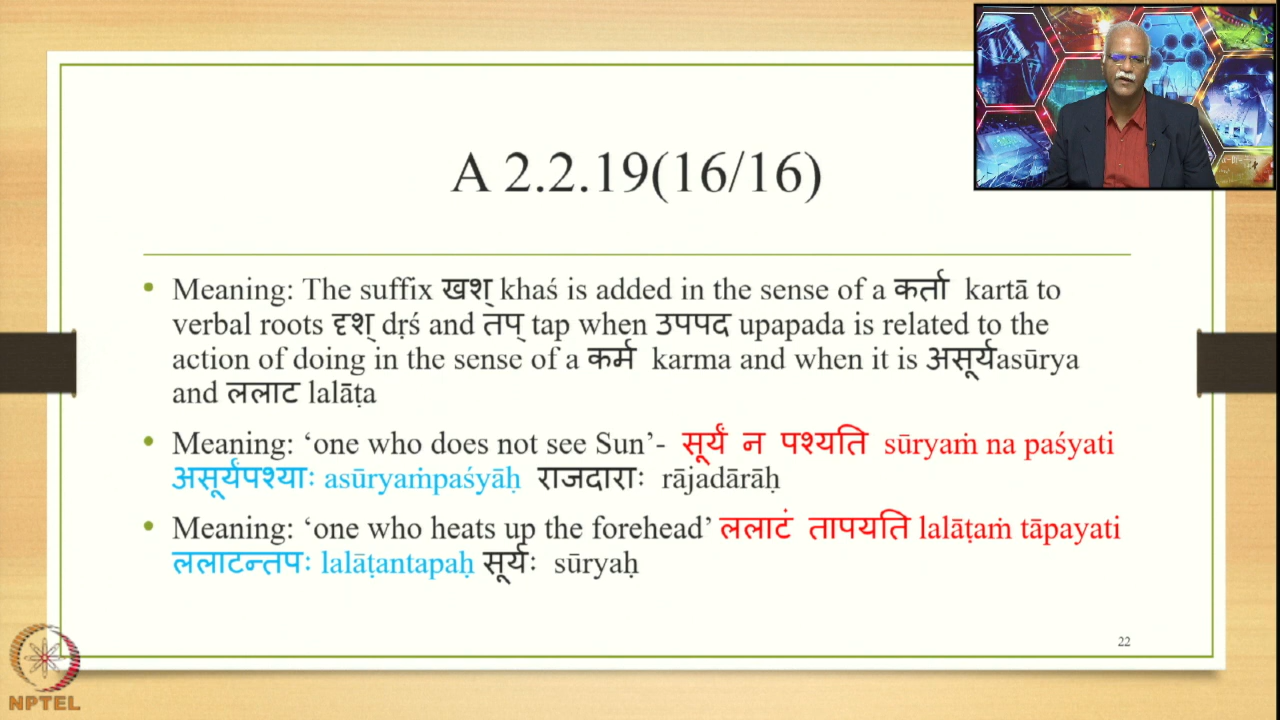 A 2.2.19(16/16)
• Meaning: The suffix खश् khaś is added in the sense of a कर्ता kartā to
verbal roots दृश् dṛś and तप् tap when उपपद upapada is related to the
action of doing in the sense of a कर्म karma and when it is असूर्यasūrya
and ललाट lalāṭa
• Meaning: ‘one who does not see Sun’- सूर्यं न पश्यति sūryaṁ na paśyati
असूर्यंपश्याः asūryaṁpaśyāḥ राजदाराः rājadārāḥ
• Meaning: ‘one who heats up the forehead’ ललाटं तापयति lalāṭaṁ tāpayati
ललाटन्तपः lalāṭantapaḥ सूर्यः sūryaḥ
22
NPTEL